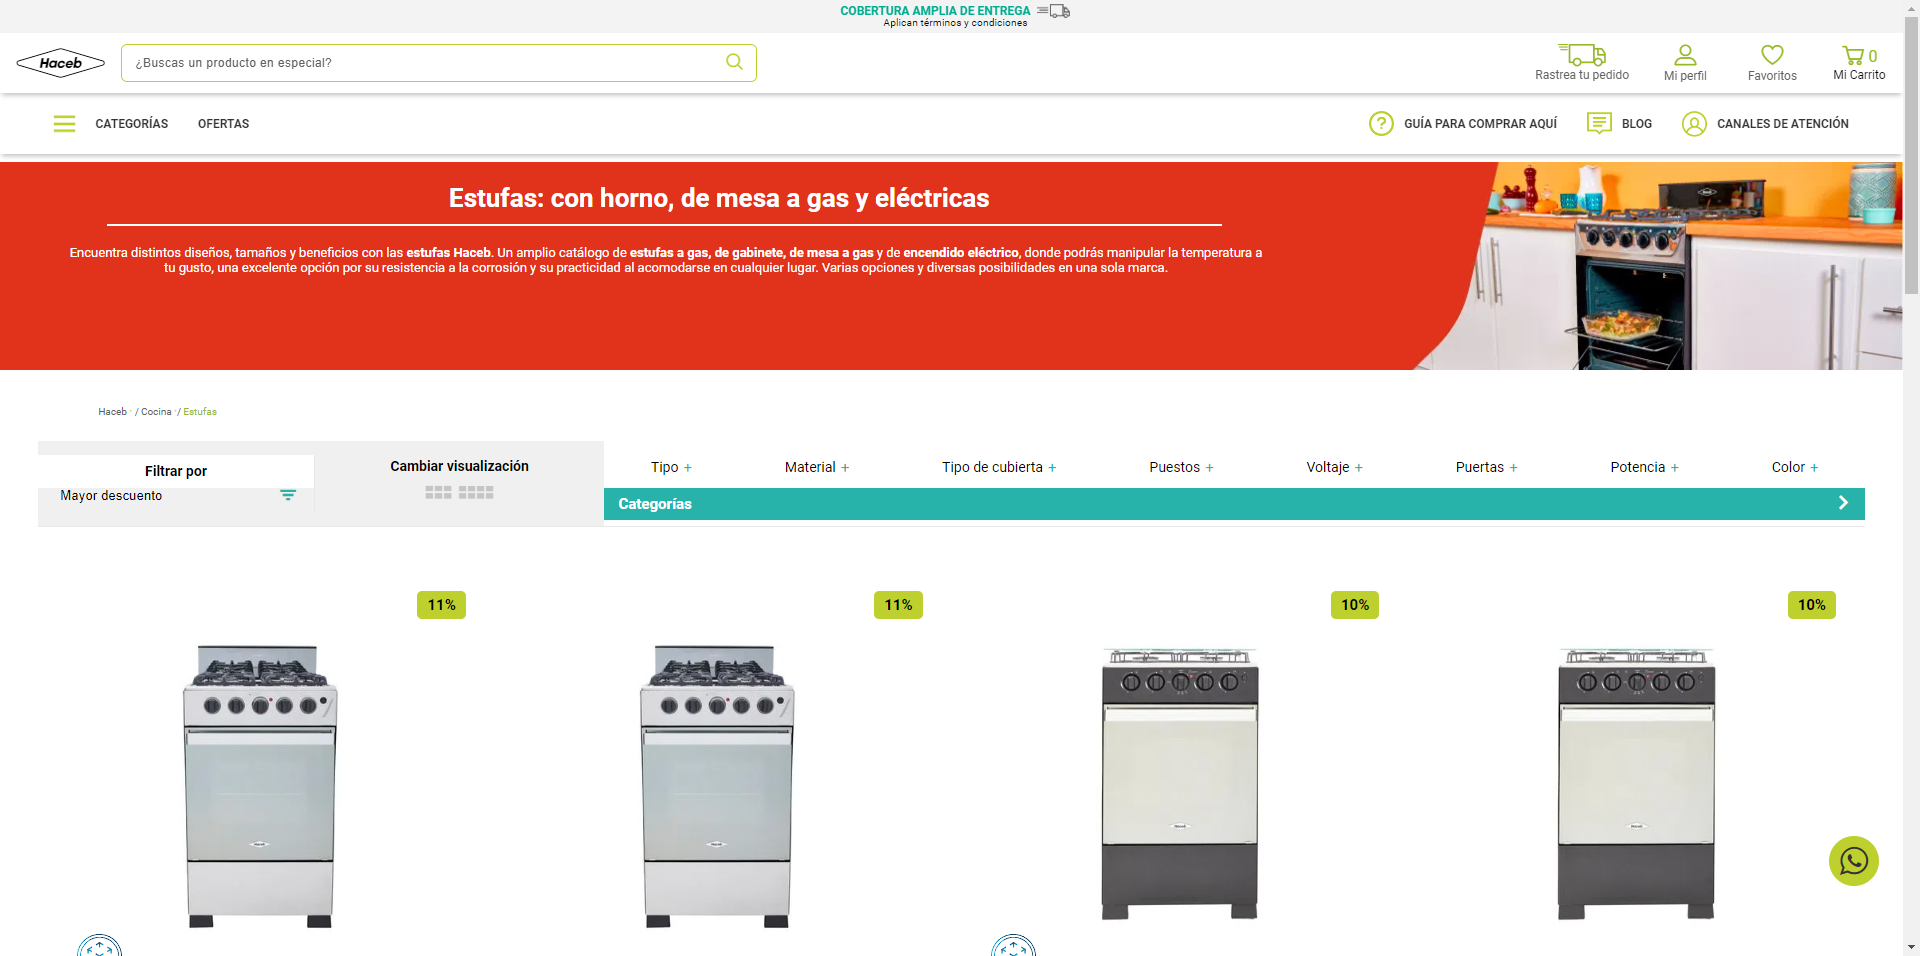 COBERTURA AMPLIA DE ENTREGA
Aplican términos y condiciones
Haceb
¿Buscas un producto en especial?
Rastrea tu pedido
Mi perfil
Favoritos
0
Mi Carrito
CATEGORÍAS
OFERTAS
GUÍA PARA COMPRAR AQUÍ
BLOG
CANALES DE ATENCIÓN
Estufas: con horno, de mesa a gas y eléctricas
Encuentra distintos diseños, tamaños y beneficios con las estufas Haceb. Un amplio catálogo de estufas a gas, de gabinete, de mesa a gas y de encendido eléctrico, donde podrás manipular la temperatura a
tu gusto, una excelente opción por su resistencia a la corrosión y su practicidad al acomodarse en cualquier lugar. Varias opciones y diversas posibilidades en una sola marca.
Haceb / Cocina / Estufas
Filtrar por
Mayor descuento
Cambiar visualización
Tipo +
Material +
Tipo de cubierta +
Puestos +
Voltaje +
Puertas +
Potencia +
Color +
Categorías
11%
11%
10%
10%
Haceb
Haceb
Haceb
Haceb